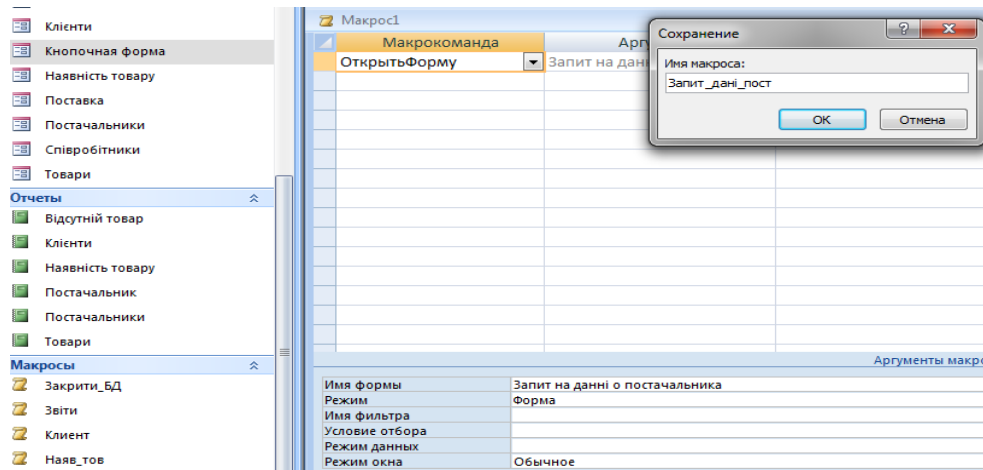 Клієнти
Кнопочная форма
Наявність товару
Поставка
Постачальники
Співробітники
Товари
Отчеты
Відсутній товар
Клієнти
Наявність товару
Постачальник
Постачальники
Товари
Макросы
Закрити_БД
Звіти
Клиент
Наяв_тов
Макрос1
Макрокоманда Арг
ОткрытьФорму Запит на дан
Сохранение
Имя макроса:
Запит_дані_пост
ОК Отмена
Аргументы макро
Имя формы Запит на данні о постачальника
Режим Форма
Имя фильтра
Условие отбора
Режим данных
Режим окна Обычное